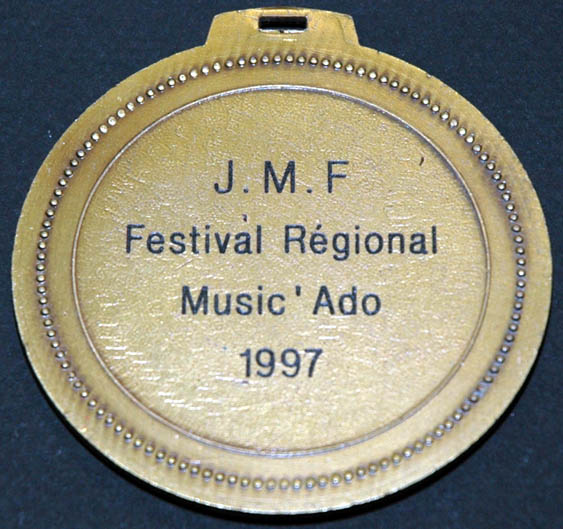 J.M.F
Festival Régional
Music'Ado
1997